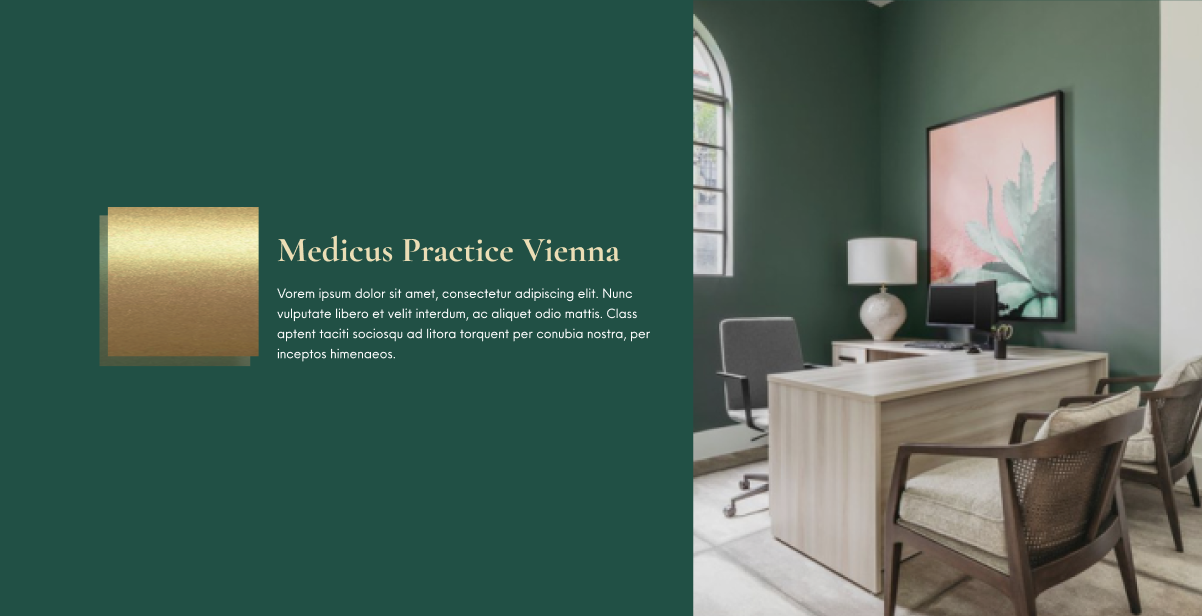 Medicus Practice Vienna
Vorem ipsum dolor sit amet, consectetur adipiscing elit. Nunc
vulputate libero et velit interdum, ac aliquet odio mattis. Class
aptent taciti sociosqu ad litora torquent per conubia nostra, per
inceptos himenaeos.